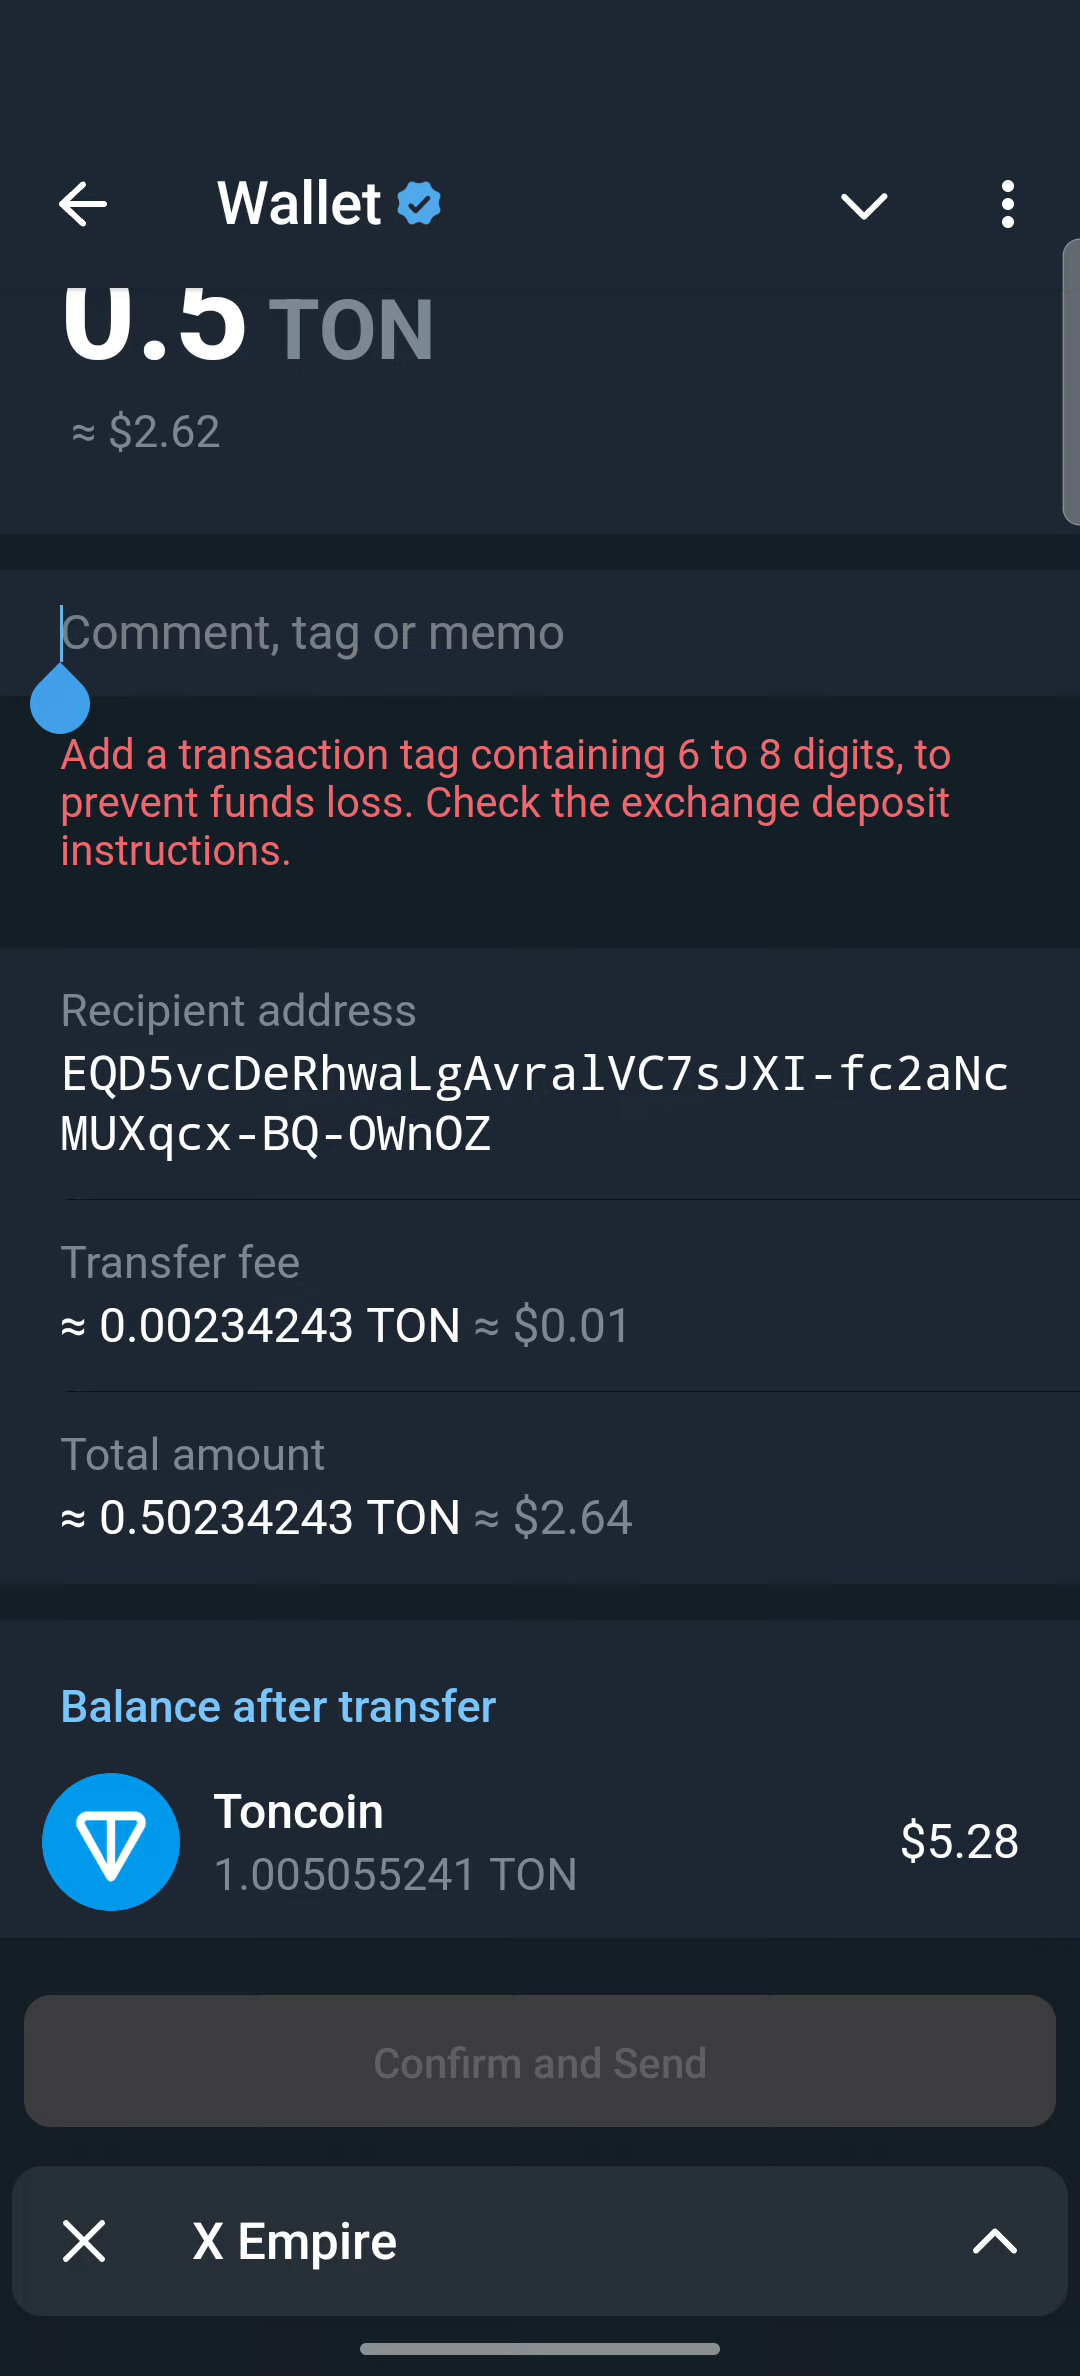 Wallet
0.5 TON
≈ $2.62
Comment, tag or memo
Add a transaction tag containing 6 to 8 digits, to
prevent funds loss. Check the exchange deposit
instructions.
Recipient address
EQD5vcDeRhwaLgAvralVC7sJXI-fc2aNc
MUXqcx-BQ-OWnOZ
Transfer fee
≈ 0.00234243 TON ≈ $0.01
Total amount
≈ 0.50234243 TON ≈ $2.64
Balance after transfer
Toncoin
$5.28
1.005055241 TON
Confirm and Send
X Empire